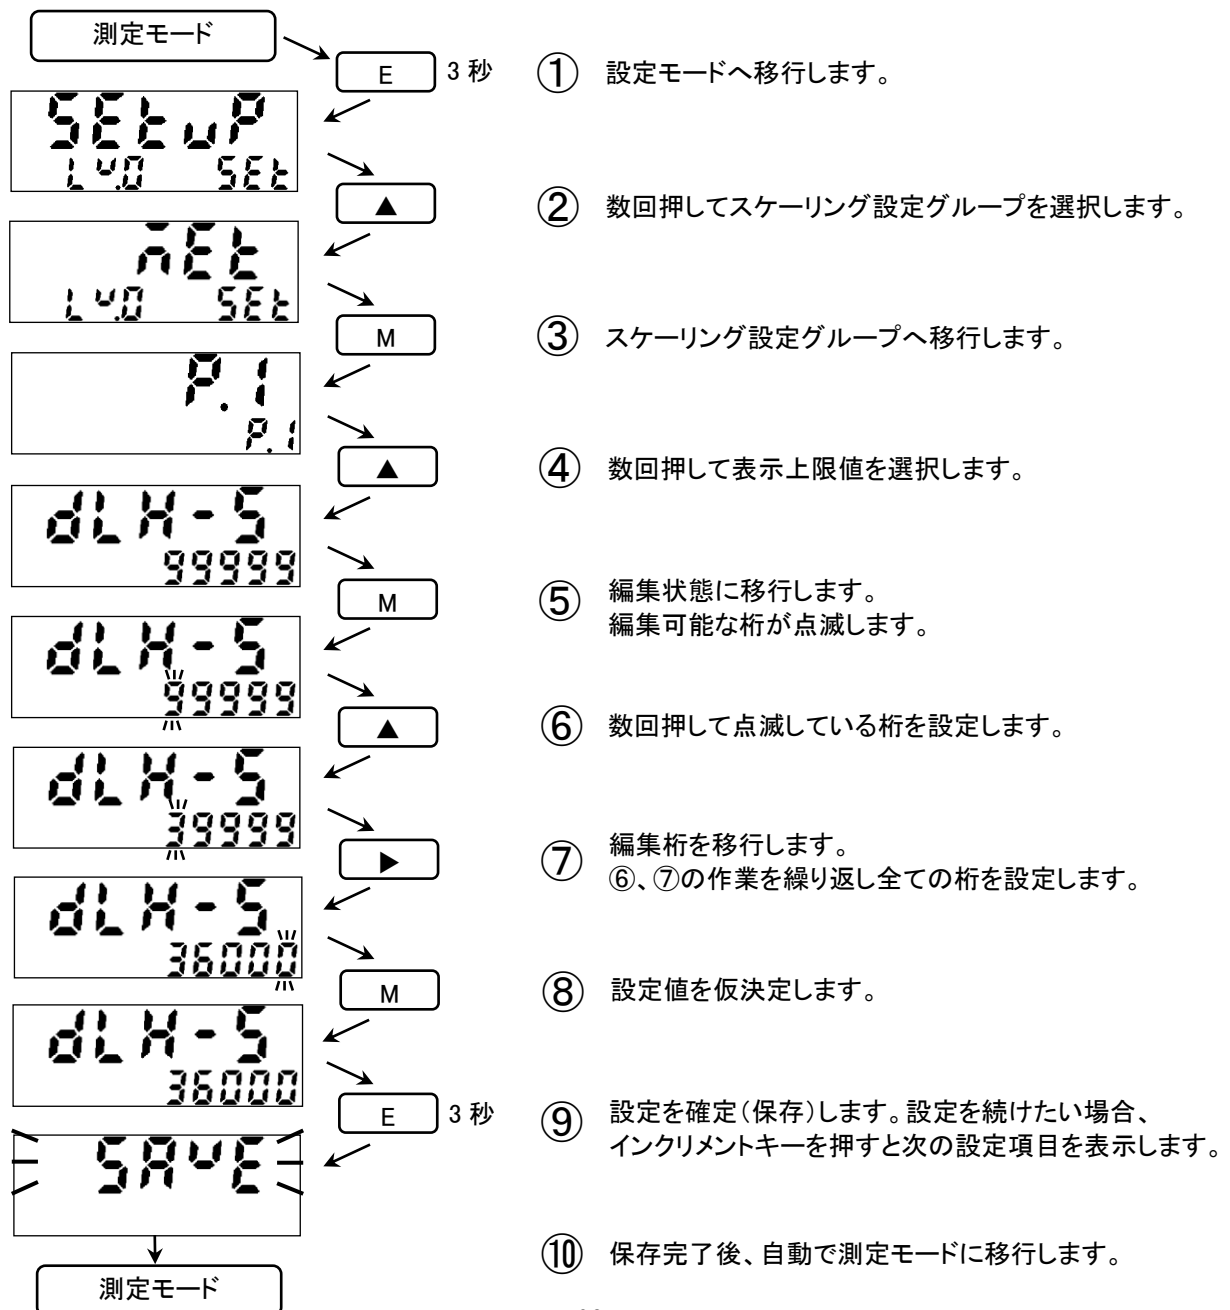 測定モード
E 3 秒 ① 設定モードへ移行します。
SEtuP
Lv.0 SEt
▲ ② 数回押してスケーリング設定グループを選択します。
mEt
Lv.0 SEt
M ③ スケーリング設定グループへ移行します。
P.1
P.1
▲ ④ 数回押して表示上限値を選択します。
dLH-S
99999
M ⑤ 編集状態に移行します。
編集可能な桁が点滅します。
dLH-S
99999
▲ ⑥ 数回押して点滅している桁を設定します。
dLH-S
39999
▶ ⑦ 編集桁を移行します。
⑥、⑦の作業を繰り返し全ての桁を設定します。
dLH-S
36000
M ⑧ 設定値を仮決定します。
dLH-S
36000
E 3 秒 ⑨ 設定を確定(保存)します。設定を続けたい場合、
インクリメントキーを押すと次の設定項目を表示します。
SAvE
⑩ 保存完了後、自動で測定モードに移行します。
測定モード